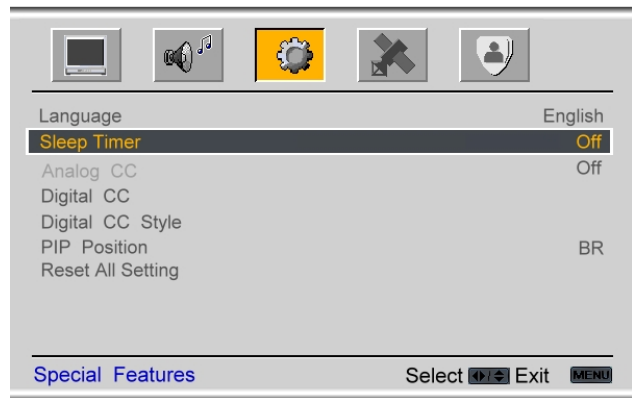 Language English
Sleep Timer Off
Analog CC Off
Digital CC
Digital CC Style
PIP Position BR
Reset All Setting
Special Features Select / Exit MENU